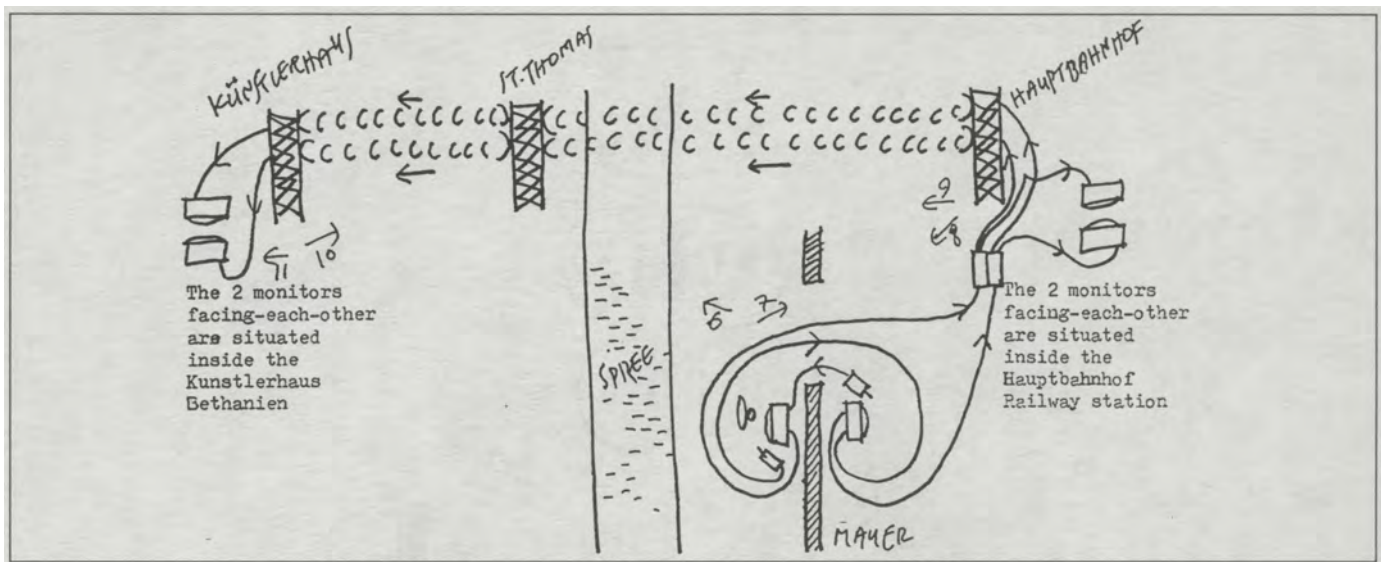 KÜNSTLERHAUS
ST. THOMAS
HAUPTBAHNHOF
9
8
10
11
The 2 monitors
facing-each-other
are situated
inside the
Kunstlerhaus
Bethanien
6
7
SPREE
The 2 monitors
facing-each-other
are situated
inside the
Hauptbahnhof
Railway station
MAUER